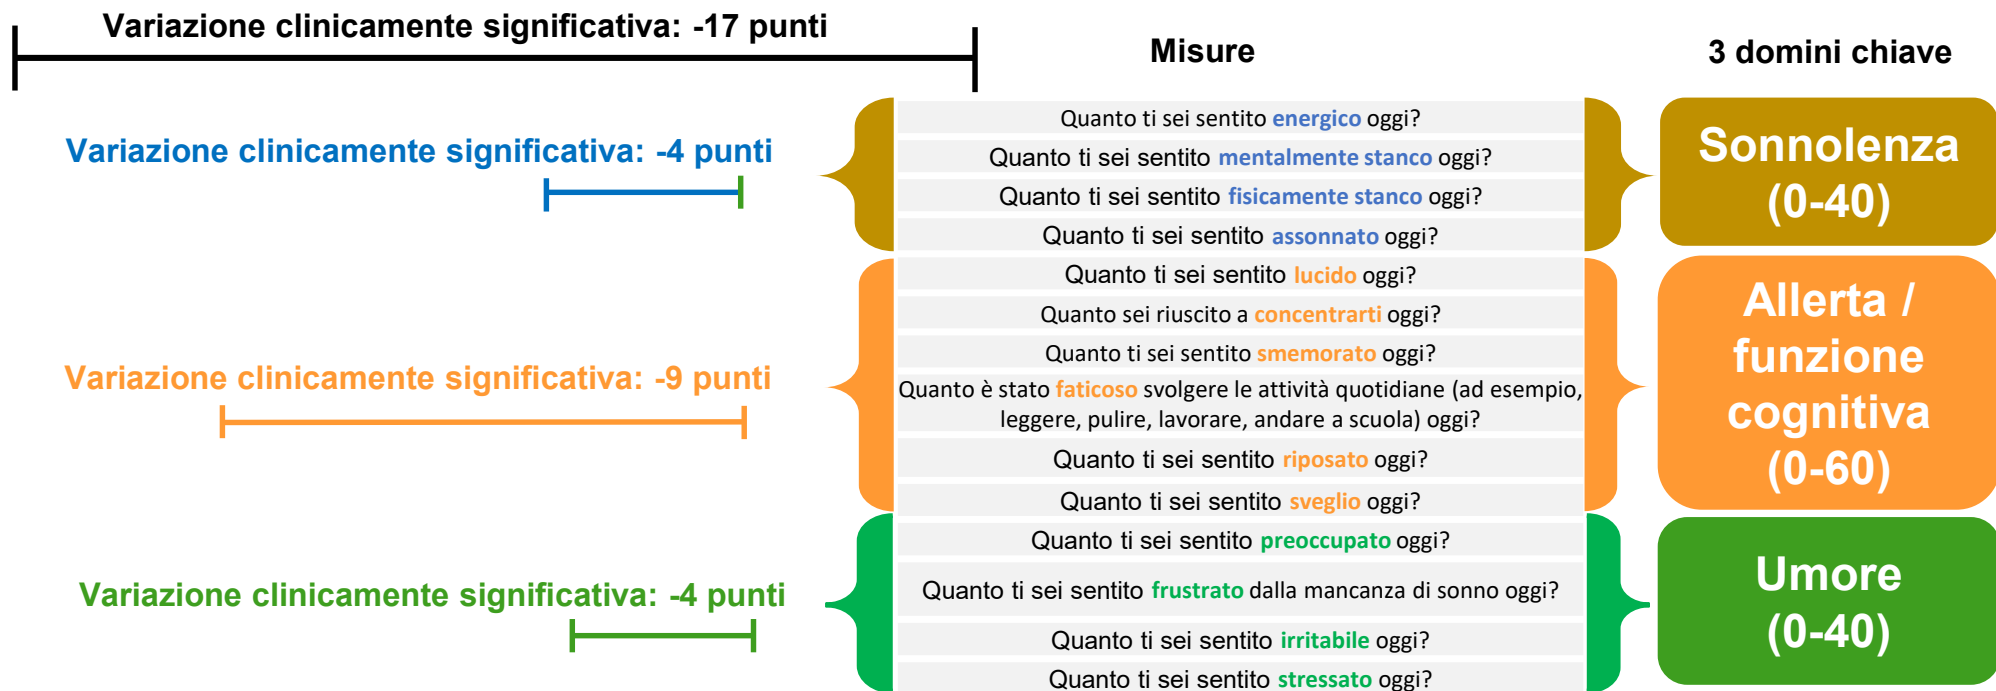 Variazione clinicamente significativa: -17 punti
Misure
3 domini chiave
Variazione clinicamente significativa: -4 punti
Quanto ti sei sentito energico oggi?
Quanto ti sei sentito mentalmente stanco oggi?
Quanto ti sei sentito fisicamente stanco oggi?
Quanto ti sei sentito assonnato oggi?
Sonnolenza
(0-40)
Variazione clinicamente significativa: -9 punti
Quanto ti sei sentito lucido oggi?
Quanto sei riuscito a concentrarti oggi?
Quanto ti sei sentito smemorato oggi?
Quanto è stato faticoso svolgere le attività quotidiane (ad esempio,
leggere, pulire, lavorare, andare a scuola) oggi?
Quanto ti sei sentito riposato oggi?
Quanto ti sei sentito sveglio oggi?
Allerta /
funzione
cognitiva
(0-60)
Variazione clinicamente significativa: -4 punti
Quanto ti sei sentito preoccupato oggi?
Quanto ti sei sentito frustrato dalla mancanza di sonno oggi?
Quanto ti sei sentito irritabile oggi?
Quanto ti sei sentito stressato oggi?
Umore
(0-40)